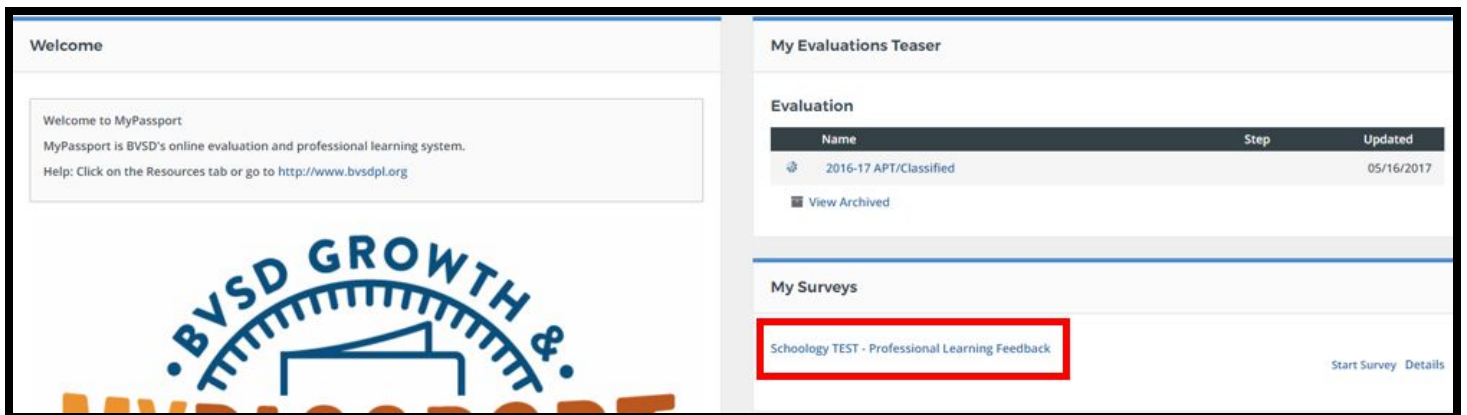 Welcome
Welcome to MyPassport
MyPassport is BVSD's online evaluation and professional learning system.
Help: Click on the Resources tab or go to http://www.bvsdpl.org
•BVSD GROWTH &•
MYPASSPORT
My Evaluations Teaser
Evaluation
Name Step Updated
2016-17 APT/Classified 05/16/2017
View Archived
My Surveys
Schoology TEST - Professional Learning Feedback
Start Survey Details